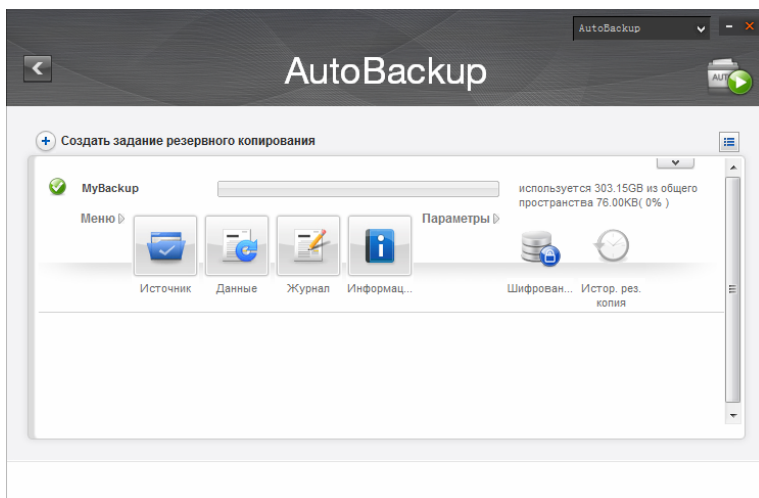 AutoBackup
AutoBackup
AUT
Создать задание резервного копирования
MyBackup
используется 303.15GB из общего
пространства 76.00KB( 0% )
Меню
Параметры
Источник
Данные
Журнал
Информац...
Шифрован...
Истор. рез.
копия